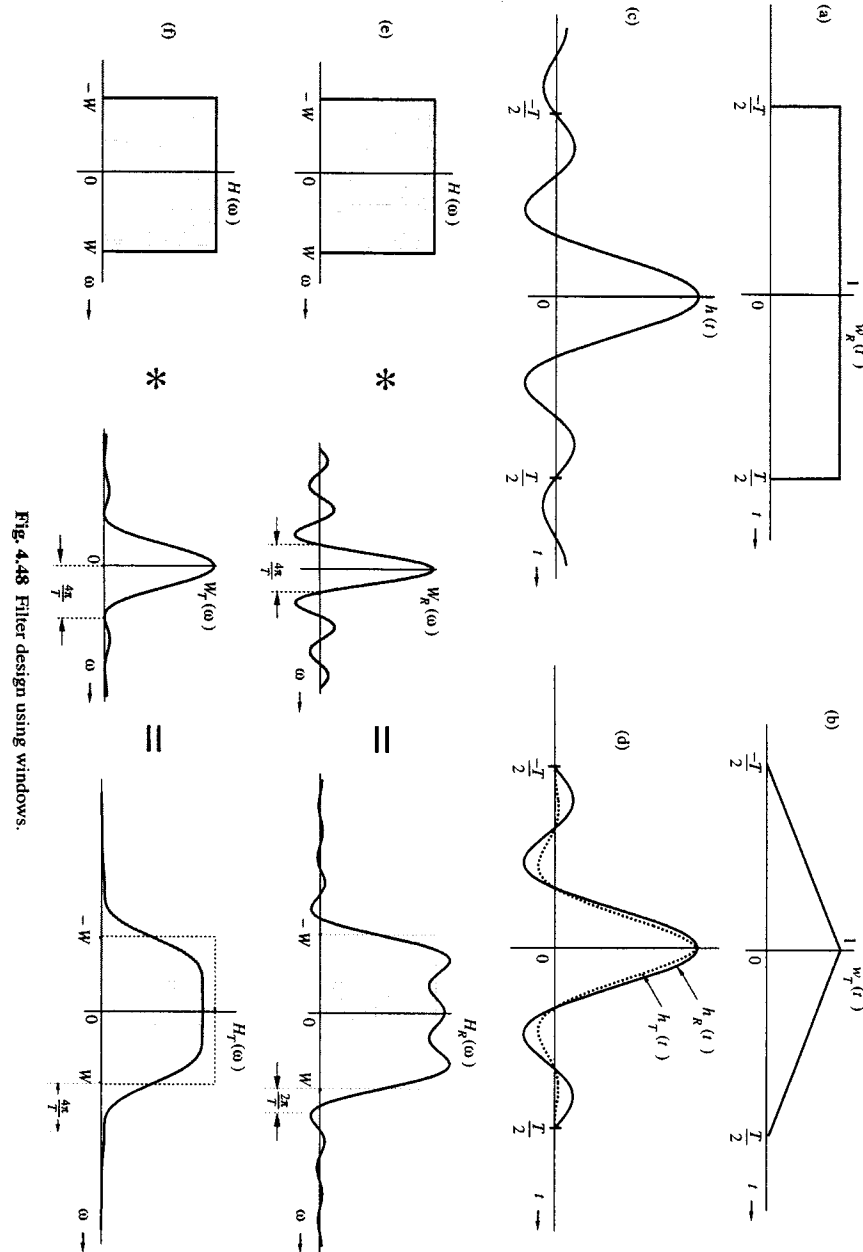 (a)
w_R(t)
1
-T/2
0
T/2
t →
(b)
w_T(t)
1
-T/2
0
T/2
t →
(c)
h(t)
-T/2
0
T/2
t →
(d)
h_R(t)
h_T(t)
-T/2
0
T/2
t →
(e)
H(ω)
-W
0
W
ω →
*
W_R(ω)
4π/T
ω →
=
H_R(ω)
-W
0
W
2π/T
ω →
(f)
H(ω)
-W
0
W
ω →
*
W_T(ω)
0
4π/T
ω →
=
H_T(ω)
-W
0
W
4π/T
ω →
Fig. 4.48 Filter design using windows.